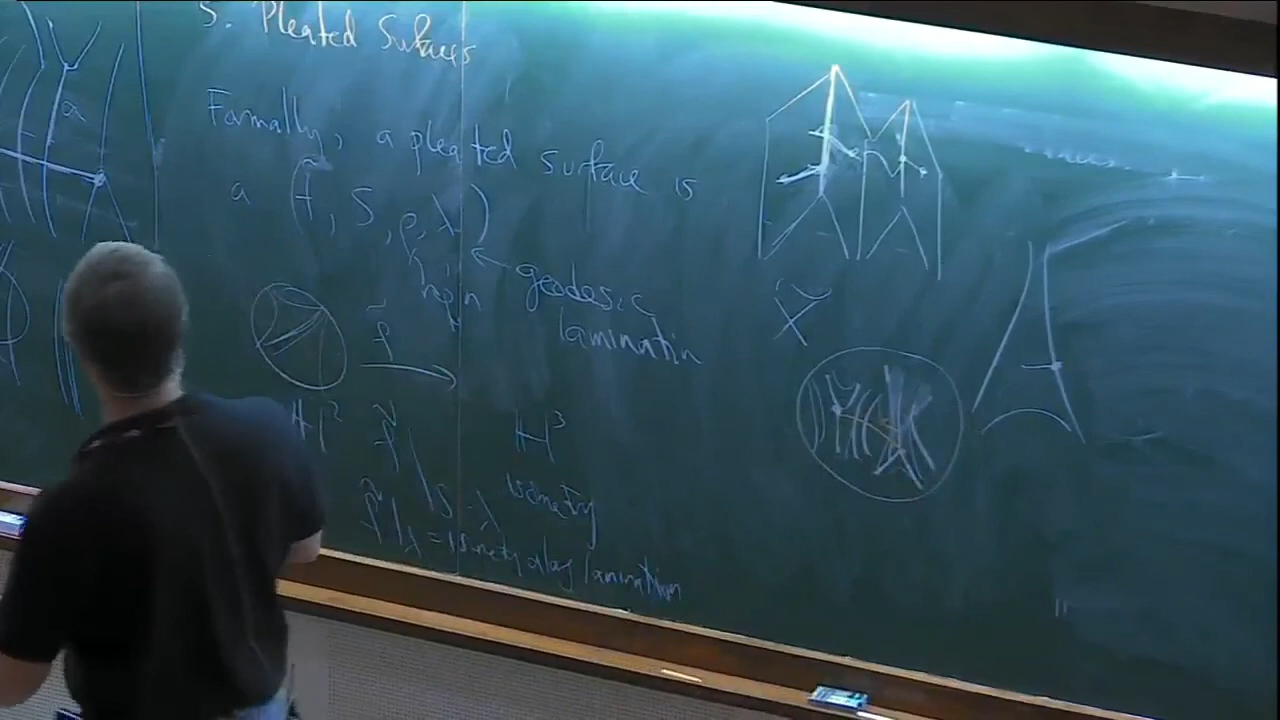 5. Pleated Surfaces
Formally, a pleated surface is
a (f̃, S, ρ, λ)
geodesic
lamination
f̃
H² H³
f̃|S-λ isometry
f̃|λ = isometry along lamination
a